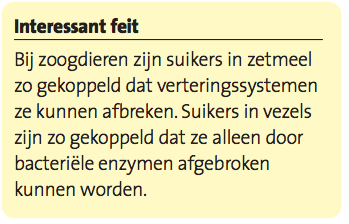 Interessant feit
Bij zoogdieren zijn suikers in zetmeel
zo gekoppeld dat verteringssystemen
ze kunnen afbreken. Suikers in vezels
zijn zo gekoppeld dat ze alleen door
bacteriële enzymen afgebroken
kunnen worden.